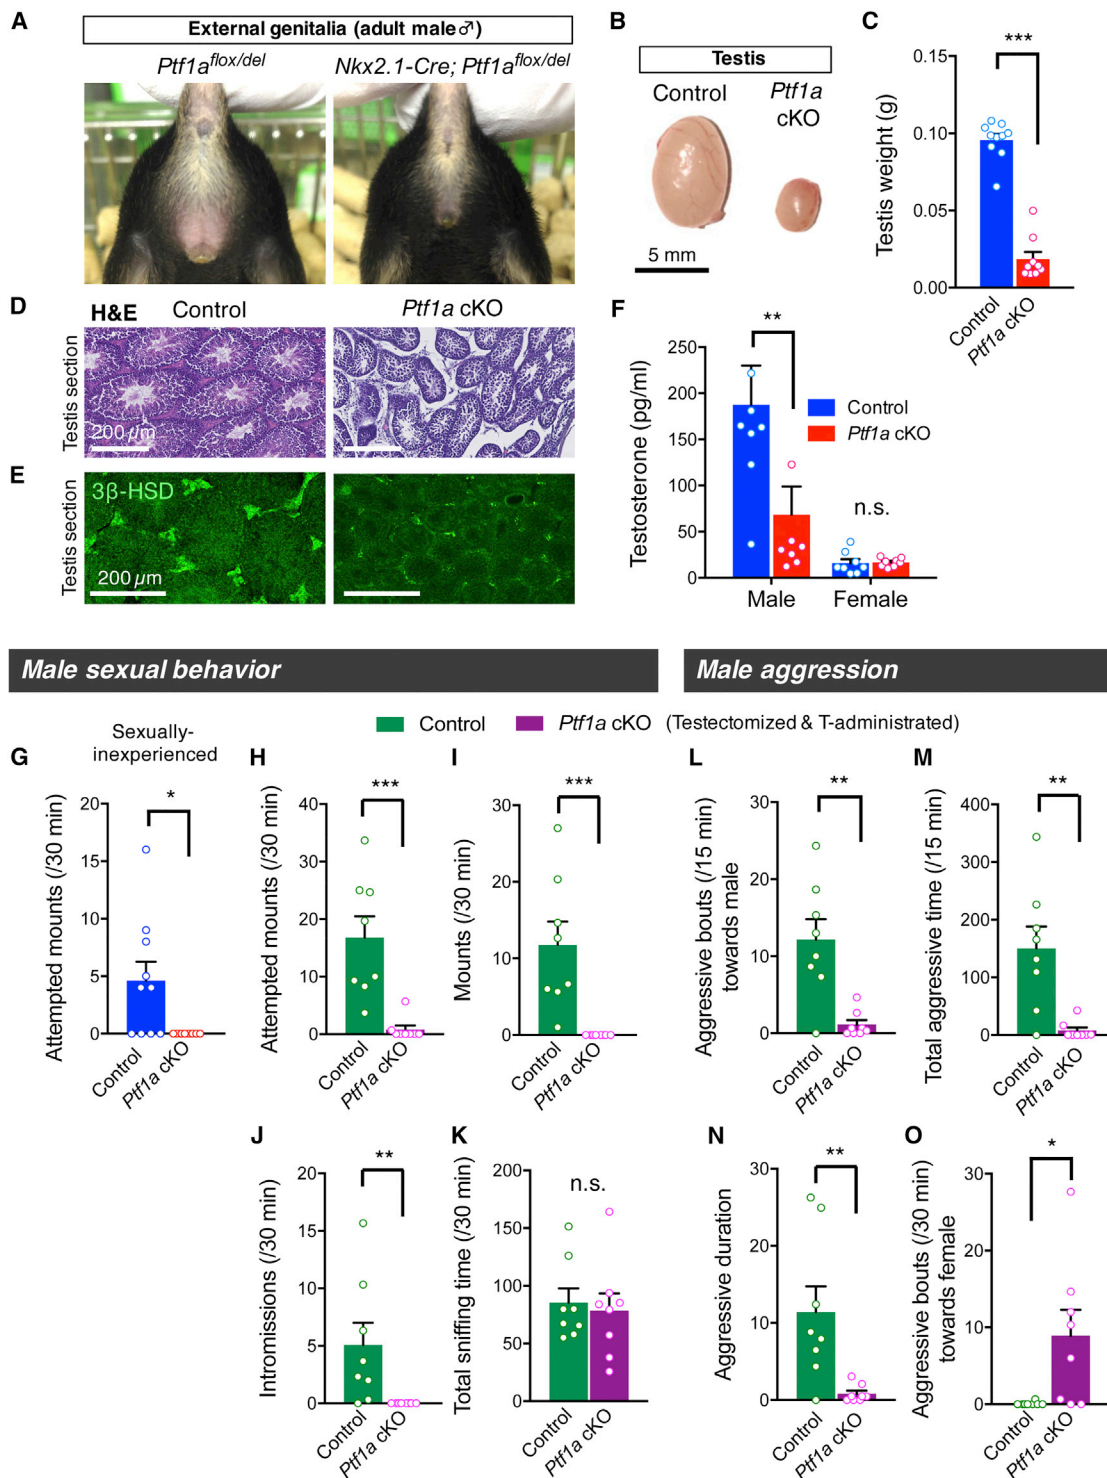 A
External genitalia (adult male♂)
Ptf1a^flox/del
Nkx2.1-Cre; Ptf1a^flox/del
B
Testis
Control
Ptf1a
cKO
5 mm
C
Testis weight (g)
0.15
0.10
0.05
0.00
***
Control
Ptf1a cKO
D
H&E
Control
Ptf1a cKO
Testis section
200 µm
E
3β-HSD
Testis section
200 µm
F
Testosterone (pg/ml)
250
200
150
100
50
0
**
n.s.
Control
Ptf1a cKO
Male
Female
Male sexual behavior
Male aggression
Control
Ptf1a cKO (Testectomized & T-administrated)
G
Sexually-
inexperienced
Attempted mounts (/30 min)
20
15
10
5
0
*
Control
Ptf1a cKO
H
Attempted mounts (/30 min)
40
30
20
10
0
***
Control
Ptf1a cKO
I
Mounts (/30 min)
30
20
10
0
***
Control
Ptf1a cKO
L
Aggressive bouts (/15 min)
towards male
30
20
10
0
**
Control
Ptf1a cKO
M
Total aggressive time (/15 min)
400
300
200
100
0
**
Control
Ptf1a cKO
J
Intromissions (/30 min)
20
15
10
5
0
**
Control
Ptf1a cKO
K
Total sniffing time (/30 min)
200
150
100
50
0
n.s.
Control
Ptf1a cKO
N
Aggressive duration
30
20
10
0
**
Control
Ptf1a cKO
O
Aggressive bouts (/30 min)
towards female
30
20
10
0
*
Control
Ptf1a cKO